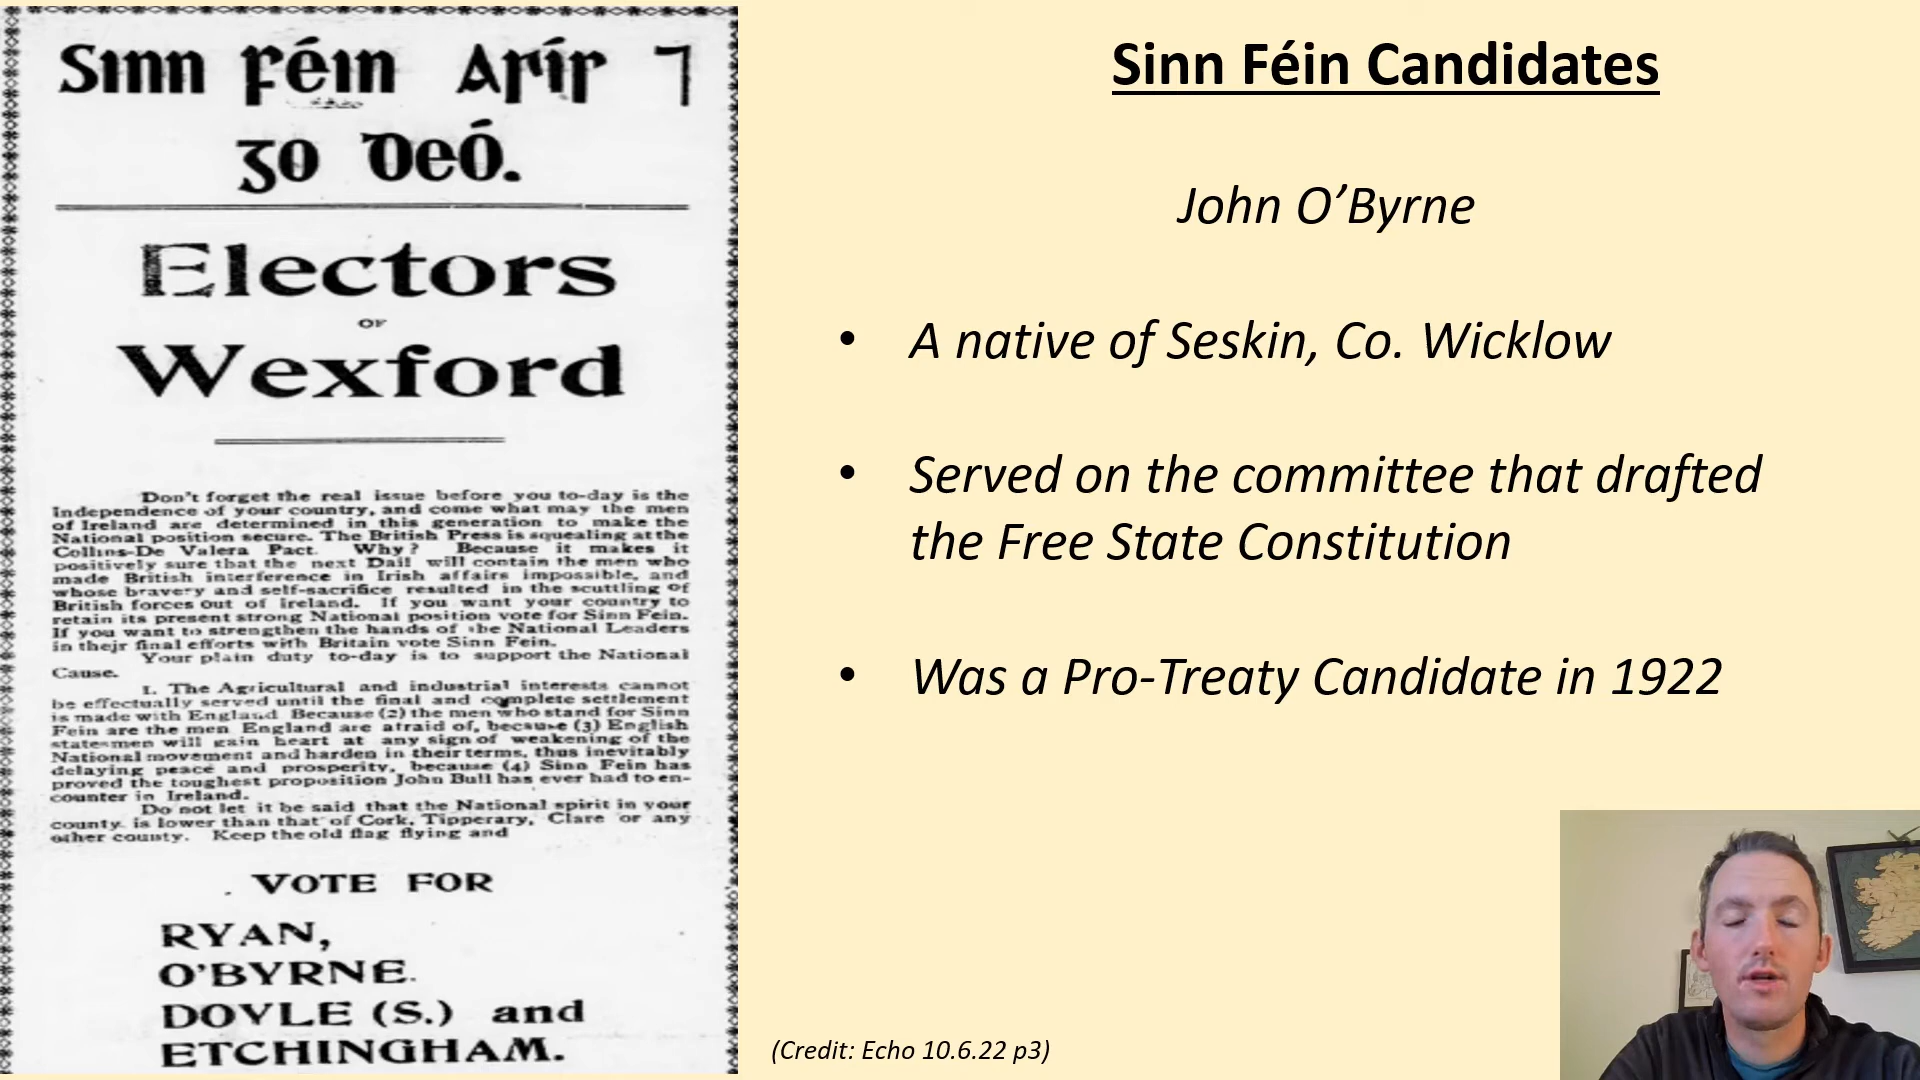 Sinn Féin Arír ⁊
go Deó.
Electors
OF
Wexford
Don't forget the real issue before you to-day is the
Independence of your country, and come what may the men
of Ireland are determined in this generation to make the
National position secure. The British Press is squealing at the
Collins-De Valera Pact. Why? Because it makes it
positively sure that the next Dail will contain the men who
made British interference in Irish affairs impossible, and
whose bravery and self-sacrifice resulted in the scuttling of
British forces out of Ireland. If you want your country to
retain its present strong National position vote for Sinn Fein.
If you want to strengthen the hands of the National Leaders
in their final efforts with Britain vote Sinn Fein.
Your plain duty to-day is to support the National
Cause.
1. The Agricultural and industrial interests cannot
be effectually served until the final and complete settlement
is made with England Because (2) the men who stand for Sinn
Fein are the men England are afraid of, because (3) English
statesmen will gain heart at any sign of weakening of the
National movement and harden in their terms, thus inevitably
delaying peace and prosperity, because (4) Sinn Fein has
proved the toughest proposition John Bull has ever had to en-
counter in Ireland.
Do not let it be said that the National spirit in your
county is lower than that of Cork, Tipperary, Clare or any
other county. Keep the old flag flying and
VOTE FOR
RYAN,
O'BYRNE.
DOYLE (S.) and
ETCHINGHAM.
Sinn Féin Candidates
John O’Byrne
• A native of Seskin, Co. Wicklow
• Served on the committee that drafted
the Free State Constitution
• Was a Pro-Treaty Candidate in 1922
(Credit: Echo 10.6.22 p3)